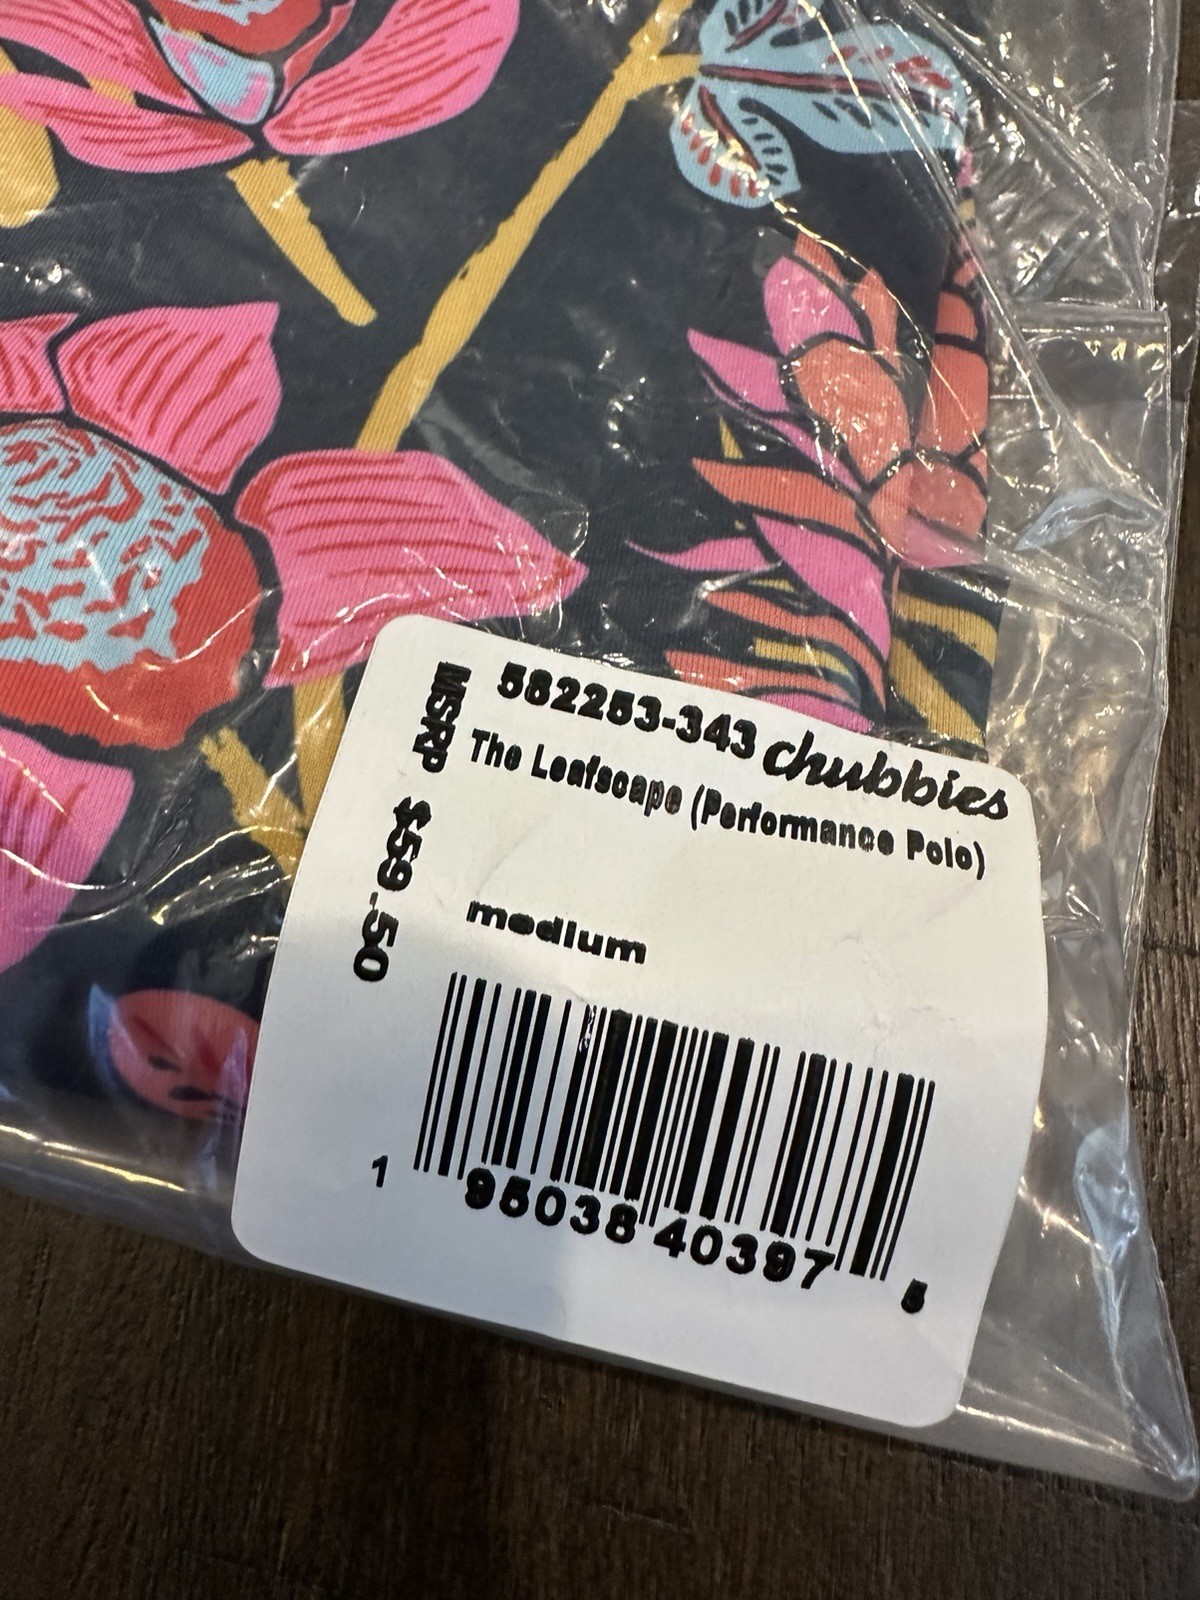 582253-343 chubbies
The Leafscape (Performance Polo)
medium
MSRP $59.50
1 95038 40397 5